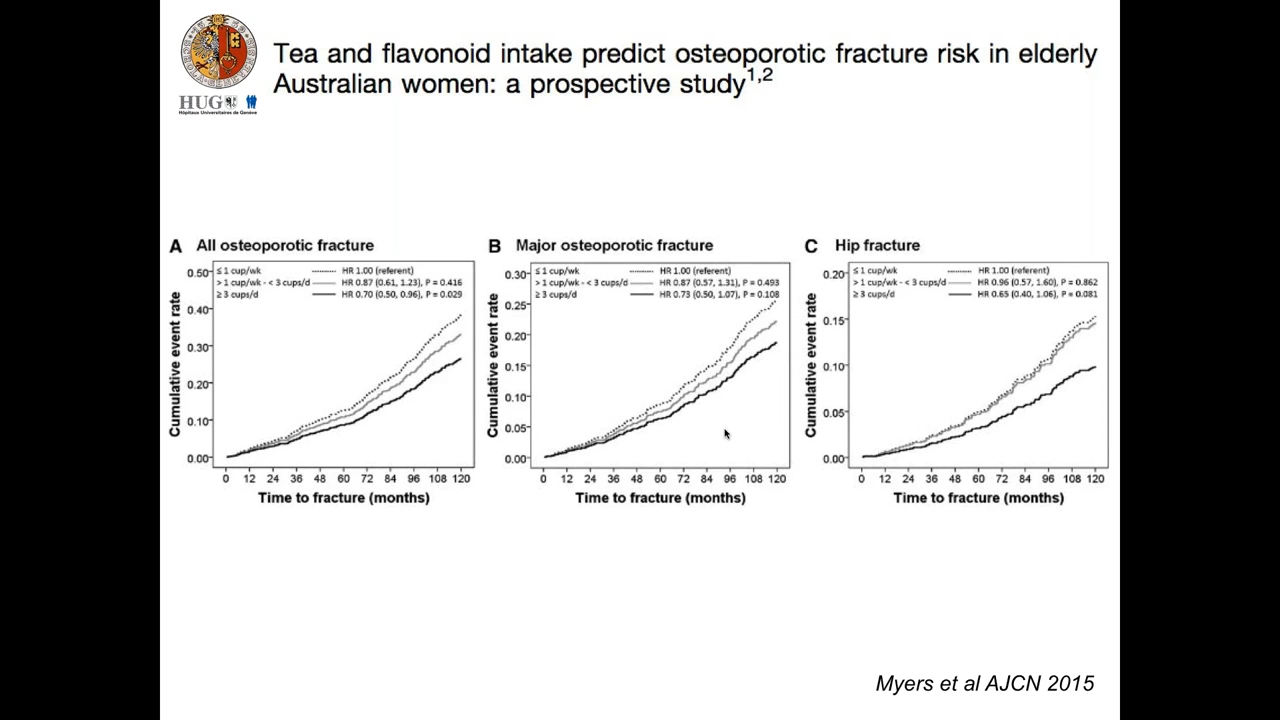 Tea and flavonoid intake predict osteoporotic fracture risk in elderly
Australian women: a prospective study1,2
HUG
Hôpitaux Universitaires de Genève
A All osteoporotic fracture
≤ 1 cup/wk HR 1.00 (referent)
> 1 cup/wk - < 3 cups/d HR 0.87 (0.61, 1.23), P = 0.416
≥ 3 cups/d HR 0.70 (0.50, 0.96), P = 0.029
Cumulative event rate
0.50
0.40
0.30
0.20
0.10
0.00
0 12 24 36 48 60 72 84 96 108 120
Time to fracture (months)
B Major osteoporotic fracture
≤ 1 cup/wk HR 1.00 (referent)
> 1 cup/wk - < 3 cups/d HR 0.87 (0.57, 1.31), P = 0.493
≥ 3 cups/d HR 0.73 (0.50, 1.07), P = 0.108
Cumulative event rate
0.30
0.25
0.20
0.15
0.10
0.05
0.00
0 12 24 36 48 60 72 84 96 108 120
Time to fracture (months)
C Hip fracture
≤ 1 cup/wk HR 1.00 (referent)
> 1 cup/wk - < 3 cups/d HR 0.96 (0.57, 1.60), P = 0.862
≥ 3 cups/d HR 0.65 (0.40, 1.06), P = 0.081
Cumulative event rate
0.20
0.15
0.10
0.05
0.00
0 12 24 36 48 60 72 84 96 108 120
Time to fracture (months)
Myers et al AJCN 2015